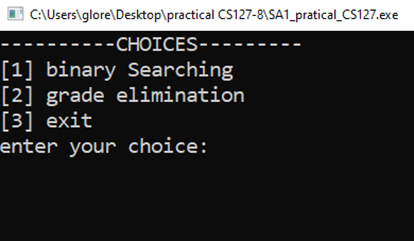 C:\Users\glore\Desktop\practical CS127-8\SA1_pratical_CS127.exe
----------CHOICES---------
[1] binary Searching
[2] grade elimination
[3] exit
enter your choice: